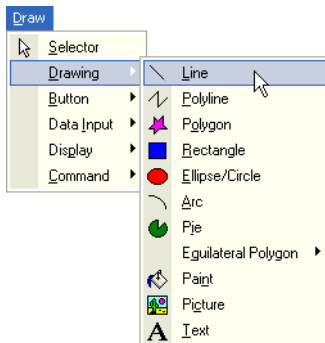 Draw
Selector
Drawing
Button
Data Input
Display
Command
Line
Polyline
Polygon
Rectangle
Ellipse/Circle
Arc
Pie
Equilateral Polygon
Paint
Picture
A Text